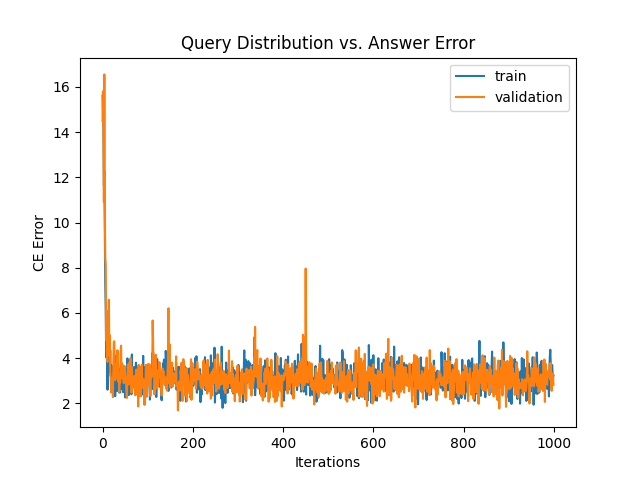 Query Distribution vs. Answer Error
train
validation
16
14
12
10
8
6
4
2
CE Error
0
200
400
600
800
1000
Iterations